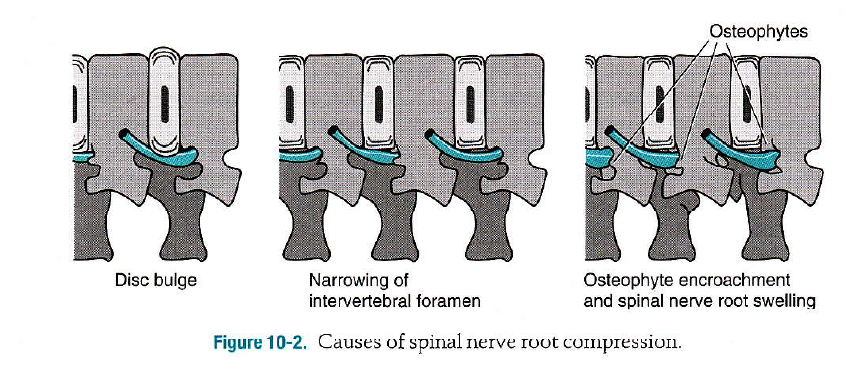 Osteophytes
Disc bulge
Narrowing of
intervertebral foramen
Osteophyte encroachment
and spinal nerve root swelling
Figure 10-2. Causes of spinal nerve root compression.